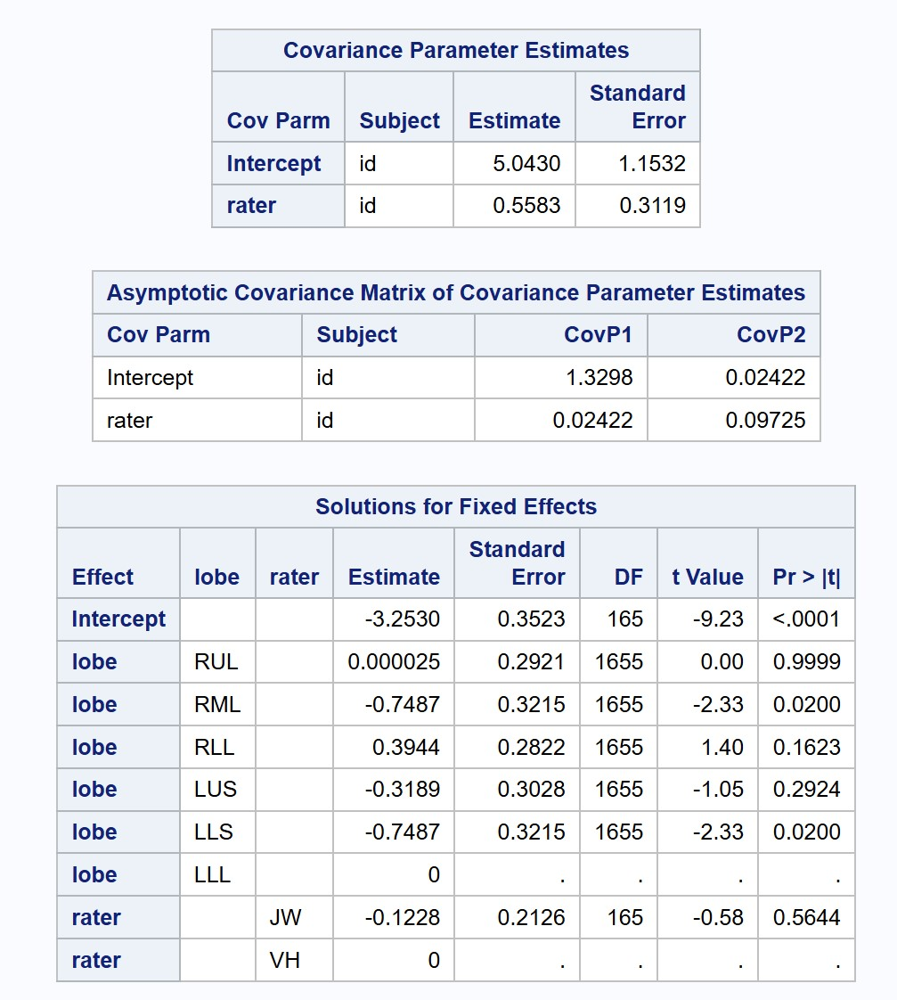 Covariance Parameter Estimates
Cov Parm Subject Estimate Standard Error
Intercept id 5.0430 1.1532
rater id 0.5583 0.3119
Asymptotic Covariance Matrix of Covariance Parameter Estimates
Cov Parm Subject CovP1 CovP2
Intercept id 1.3298 0.02422
rater id 0.02422 0.09725
Solutions for Fixed Effects
Effect lobe rater Estimate Standard Error DF t Value Pr > |t|
Intercept -3.2530 0.3523 165 -9.23 <.0001
lobe RUL 0.000025 0.2921 1655 0.00 0.9999
lobe RML -0.7487 0.3215 1655 -2.33 0.0200
lobe RLL 0.3944 0.2822 1655 1.40 0.1623
lobe LUS -0.3189 0.3028 1655 -1.05 0.2924
lobe LLS -0.7487 0.3215 1655 -2.33 0.0200
lobe LLL 0 . . . .
rater JW -0.1228 0.2126 165 -0.58 0.5644
rater VH 0 . . . .